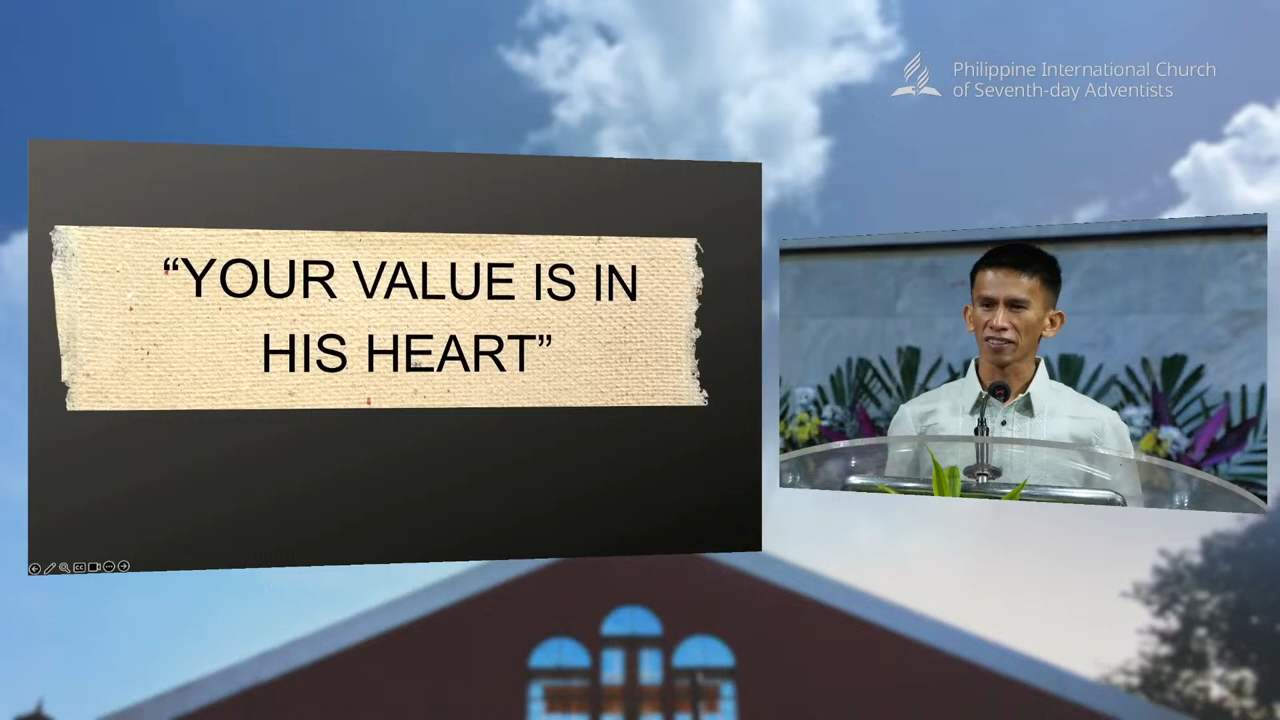 Philippine International Church
of Seventh-day Adventists
“YOUR VALUE IS IN
HIS HEART”